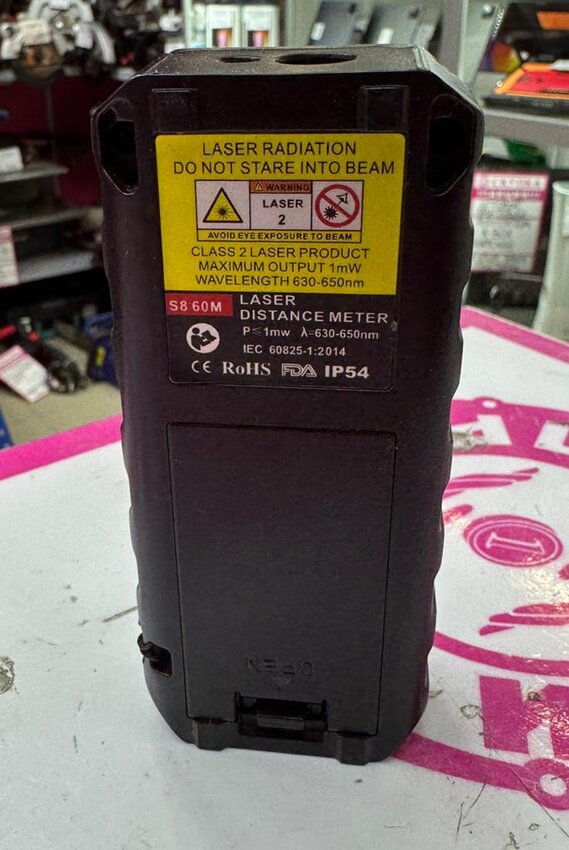 LASER RADIATION
DO NOT STARE INTO BEAM
WARNING
LASER
2
AVOID EYE EXPOSURE TO BEAM
CLASS 2 LASER PRODUCT
MAXIMUM OUTPUT 1mW
WAVELENGTH 630-650nm
S8 60M
LASER
DISTANCE METER
P≤1mw λ=630-650nm
IEC 60825-1:2014
CE RoHS FDA IP54
OPEN